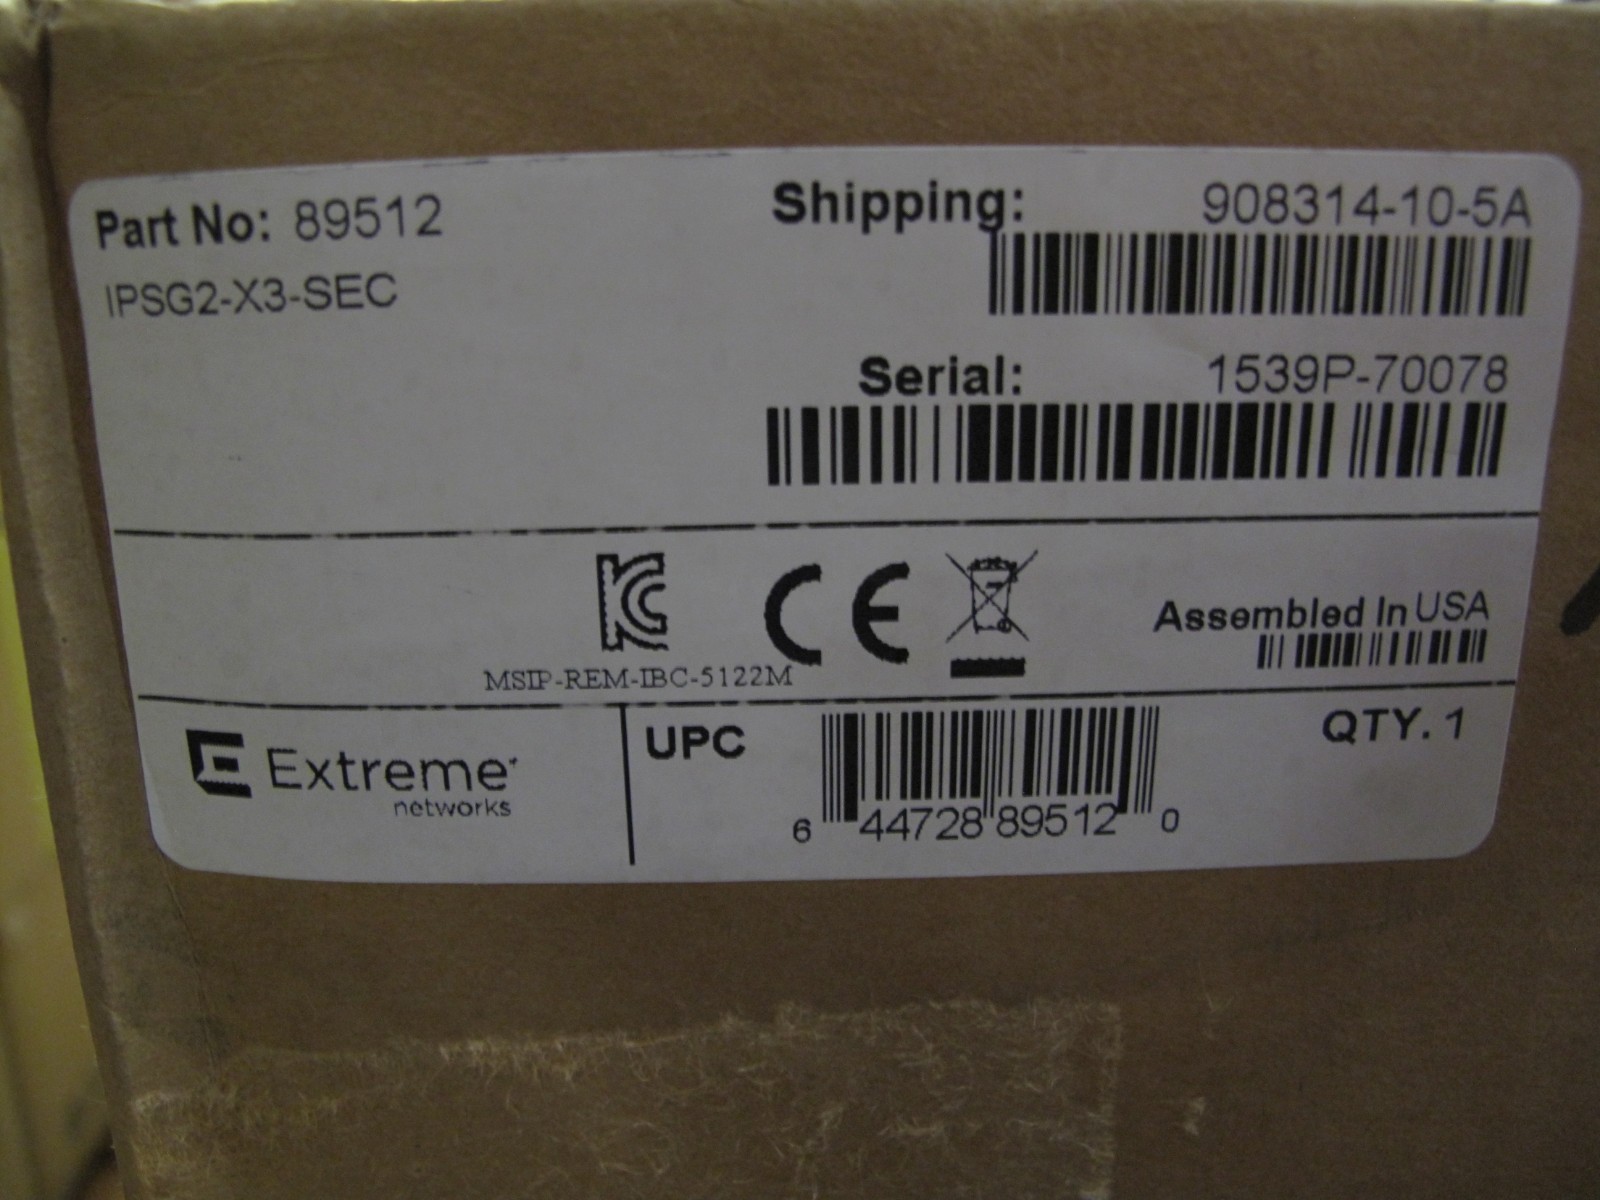 Part No: 89512
IPSG2-X3-SEC
Shipping: 908314-10-5A
Serial: 1539P-70078
MSIP-REM-IBC-5122M
CE
Assembled In USA
Extreme
networks
UPC
6 44728 89512 0
QTY. 1